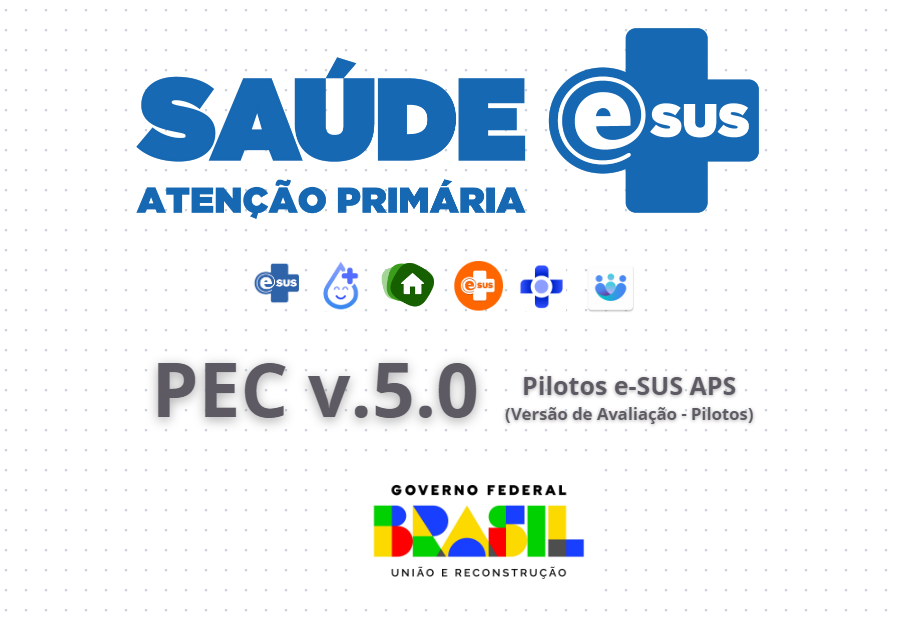 SAÚDE
ATENÇÃO PRIMÁRIA
e SUS
e SUS
e SUS
PEC v.5.0
Pilotos e-SUS APS
(Versão de Avaliação - Pilotos)
GOVERNO FEDERAL
BRASIL
UNIÃO E RECONSTRUÇÃO